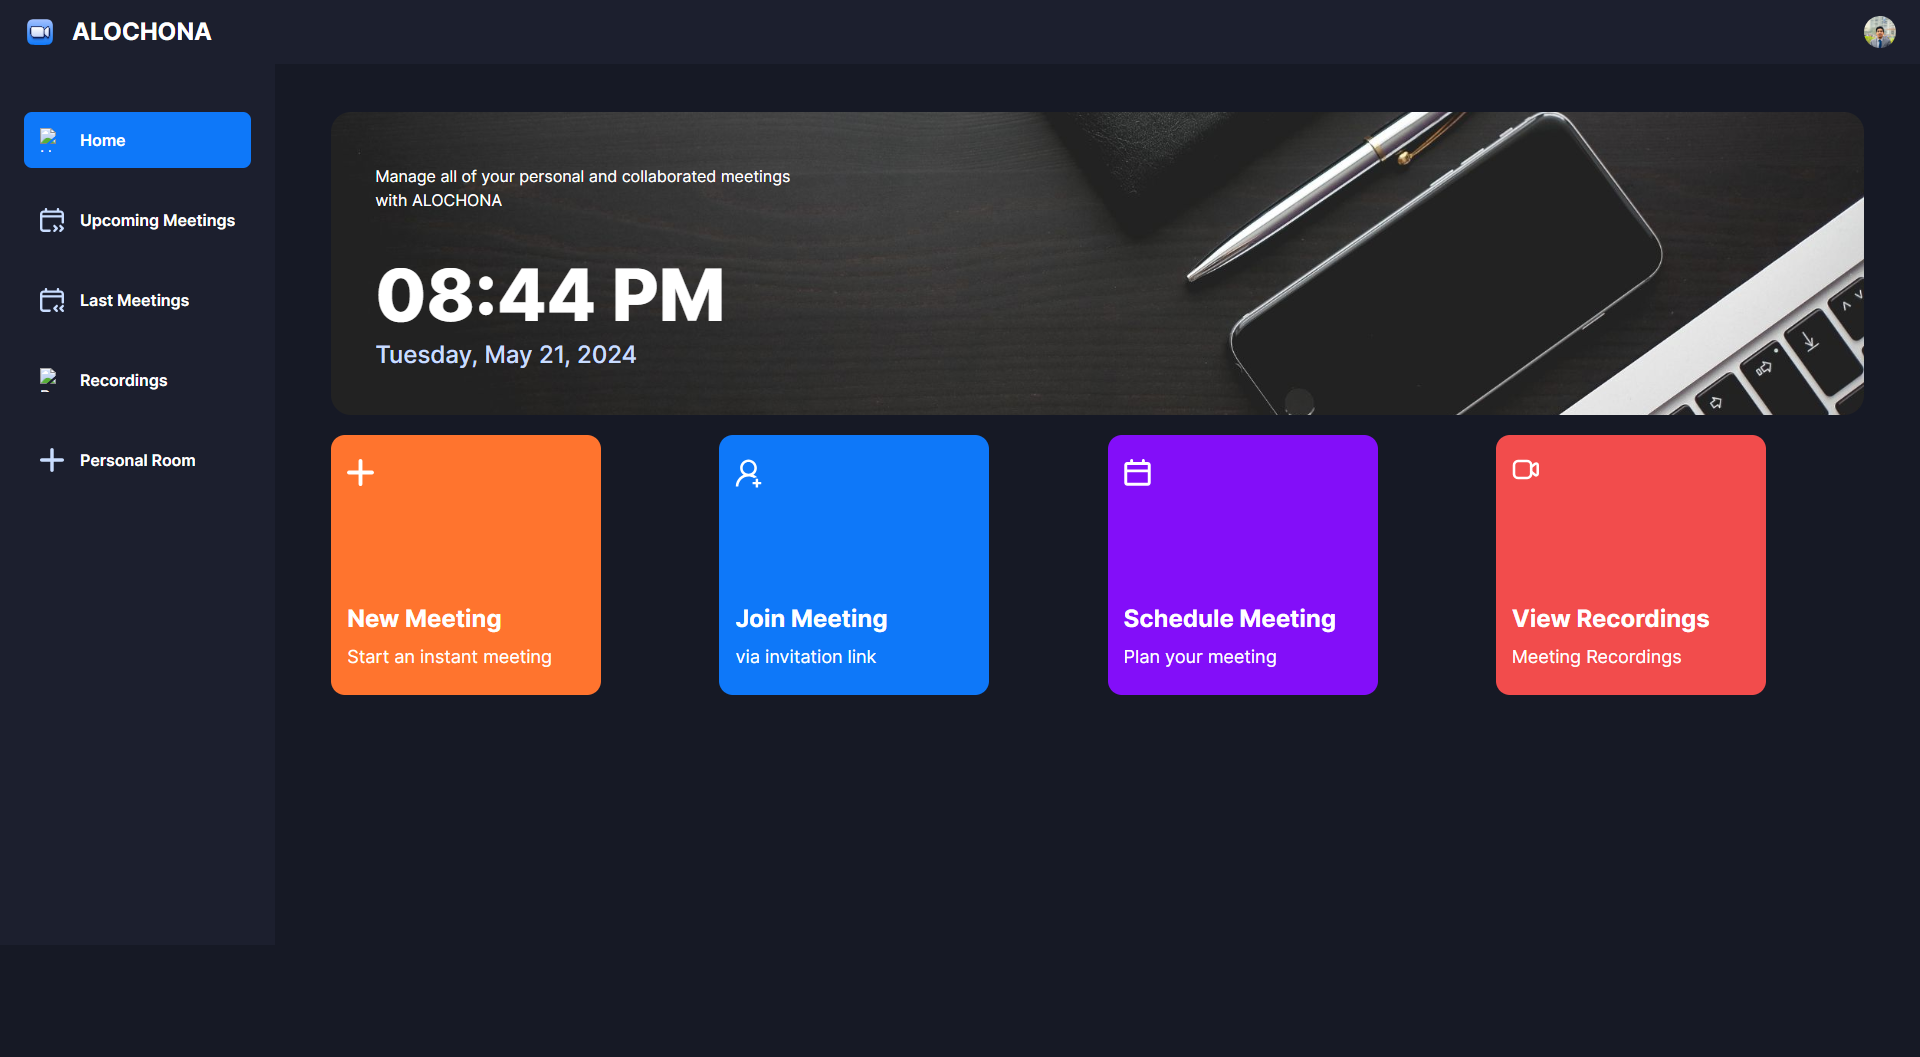 ALOCHONA
Home
Upcoming Meetings
Last Meetings
Recordings
Personal Room
Manage all of your personal and collaborated meetings
with ALOCHONA
08:44 PM
Tuesday, May 21, 2024
New Meeting
Start an instant meeting
Join Meeting
via invitation link
Schedule Meeting
Plan your meeting
View Recordings
Meeting Recordings